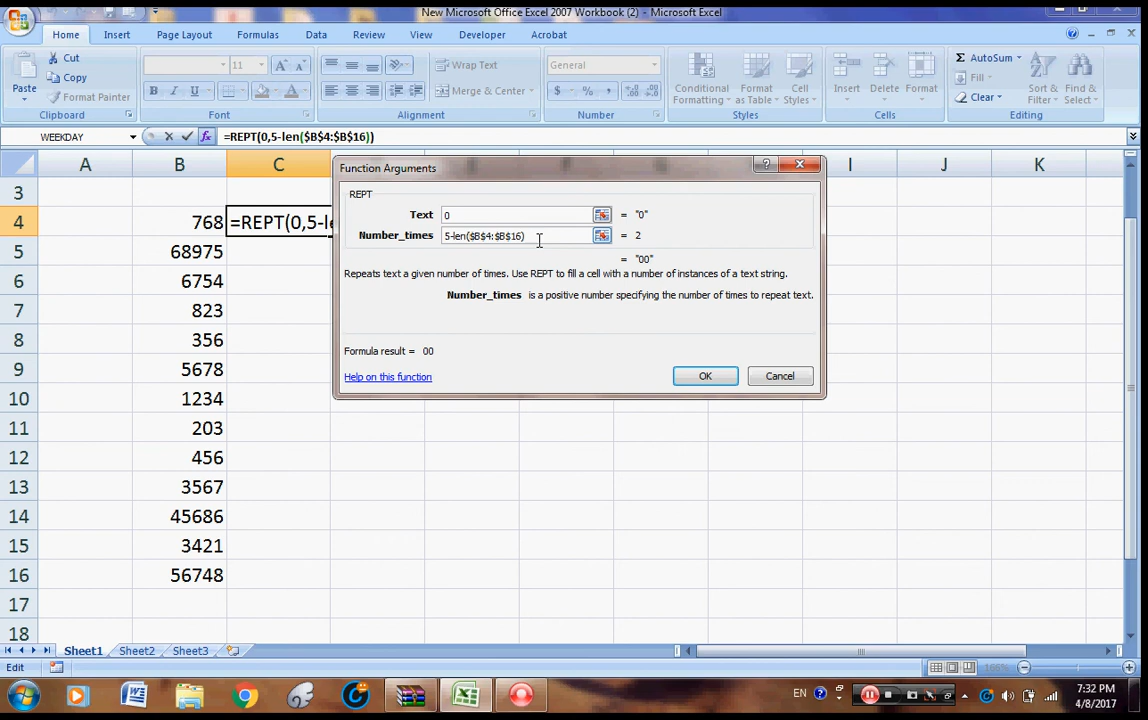 New Microsoft Office Excel 2007 Workbook (2) - Microsoft Excel
Home Insert Page Layout Formulas Data Review View Developer Acrobat
Paste
Cut
Copy
Format Painter
Clipboard
11 A A
B I U A
Font
Wrap Text
Merge & Center
Alignment
General
$ % ,
Number
Conditional Formatting
Format as Table
Cell Styles
Styles
Insert
Delete
Format
Cells
Σ AutoSum
Fill
Clear
Sort & Filter
Find & Select
Editing
WEEKDAY fx =REPT(0,5-len($B$4:$B$16))
A B C I J K
3
4 768 =REPT(0,5-le
5 68975
6 6754
7 823
8 356
9 5678
10 1234
11 203
12 456
13 3567
14 45686
15 3421
16 56748
17
18
Function Arguments
REPT
Text 0 = "0"
Number_times 5-len($B$4:$B$16) = 2
= "00"
Repeats text a given number of times. Use REPT to fill a cell with a number of instances of a text string.
Number_times is a positive number specifying the number of times to repeat text.
Formula result = 00
Help on this function
OK
Cancel
Sheet1 Sheet2 Sheet3
Edit
166%
EN
7:32 PM
4/8/2017